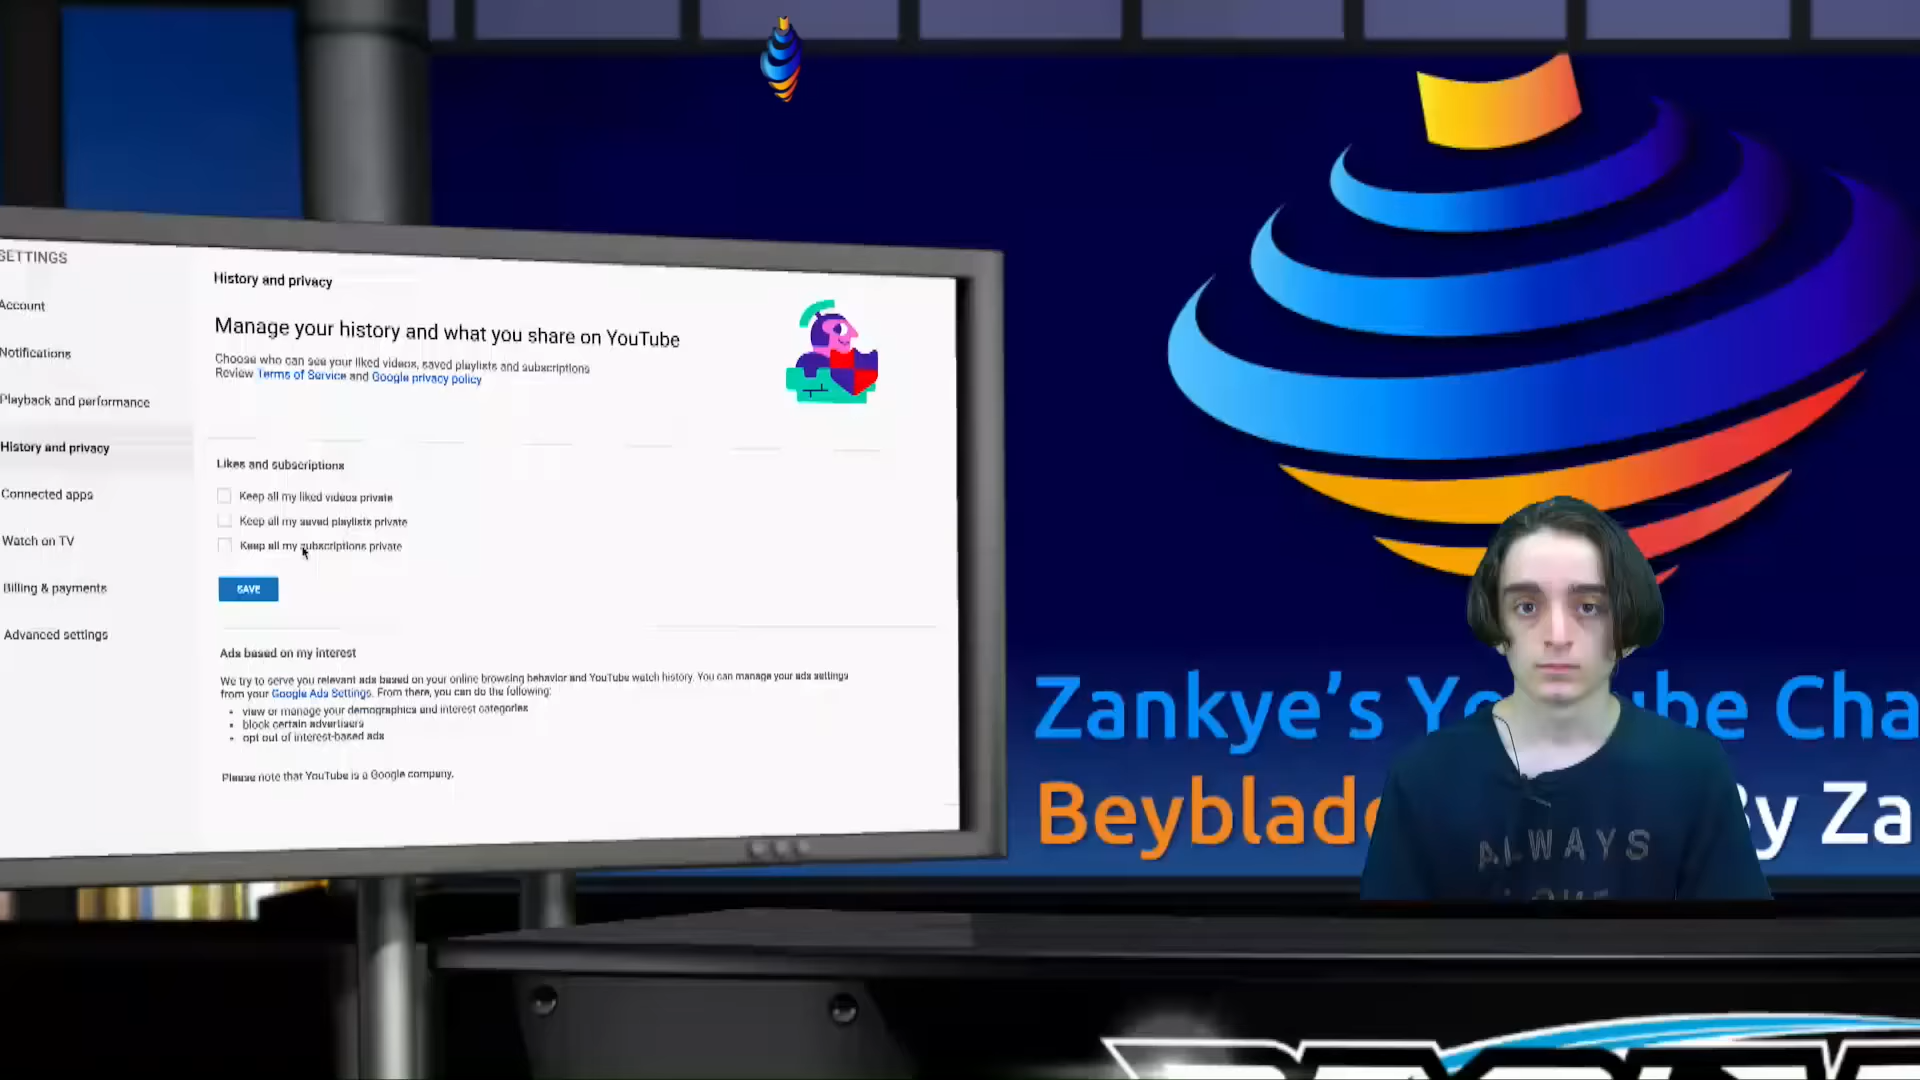 SETTINGS
Account
Notifications
Playback and performance
History and privacy
Connected apps
Watch on TV
Billing & payments
Advanced settings
History and privacy
Manage your history and what you share on YouTube
Choose who can see your liked videos, saved playlists and subscriptions
Review Terms of Service and Google privacy policy
Likes and subscriptions
Keep all my liked videos private
Keep all my saved playlists private
Keep all my subscriptions private
SAVE
Ads based on my interest
We try to serve you relevant ads based on your online browsing behavior and YouTube watch history. You can manage your ads settings
from your Google Ads Settings. From there, you can do the following:
• view or manage your demographics and interest categories
• block certain advertisers
• opt out of interest-based ads
Please note that YouTube is a Google company.
Zankye's Yo ube Cha
Beyblade By Za
ALWAYS